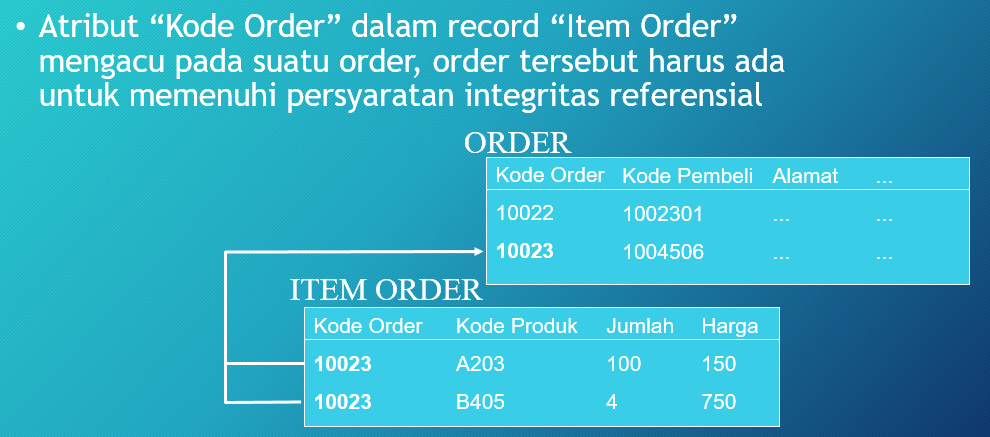 • Atribut “Kode Order” dalam record “Item Order”
mengacu pada suatu order, order tersebut harus ada
untuk memenuhi persyaratan integritas referensial
ORDER
Kode Order Kode Pembeli Alamat ...
10022 1002301 ... ...
10023 1004506 ... ...
ITEM ORDER
Kode Order Kode Produk Jumlah Harga
10023 A203 100 150
10023 B405 4 750